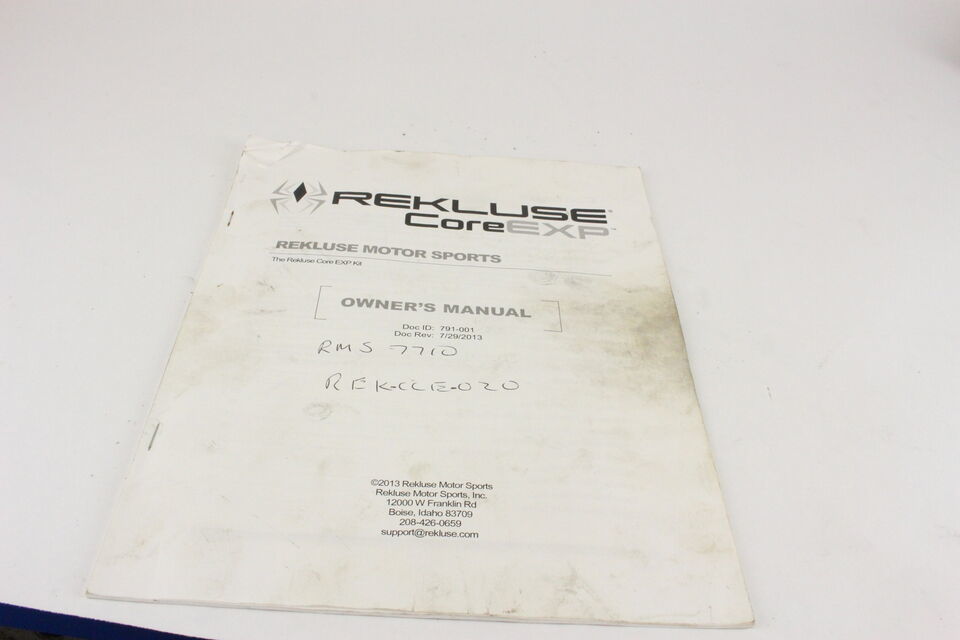 REKLUSE®
CoreEXP™
REKLUSE MOTOR SPORTS
The Rekluse Core EXP Kit
OWNER'S MANUAL
Doc ID: 791-001
Doc Rev: 7/29/2013
RMS 7710
REK-CCE-020
©2013 Rekluse Motor Sports
Rekluse Motor Sports, Inc.
12000 W Franklin Rd
Boise, Idaho 83709
208-426-0659
support@rekluse.com